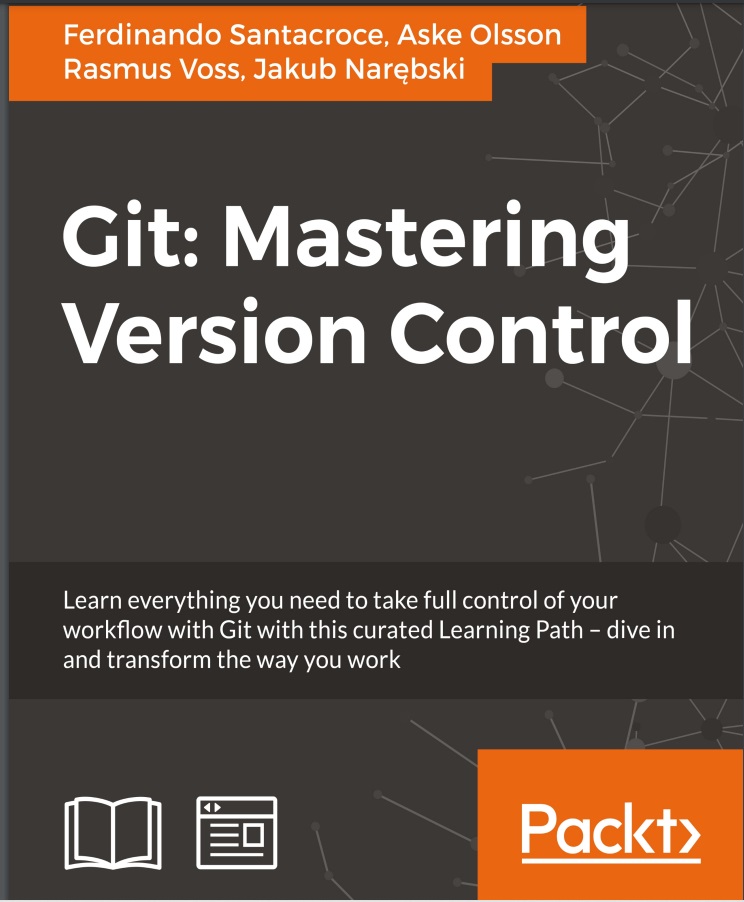 Ferdinando Santacroce, Aske Olsson
Rasmus Voss, Jakub Narębski
Git: Mastering
Version Control
Learn everything you need to take full control of your
workflow with Git with this curated Learning Path – dive in
and transform the way you work
Packt>